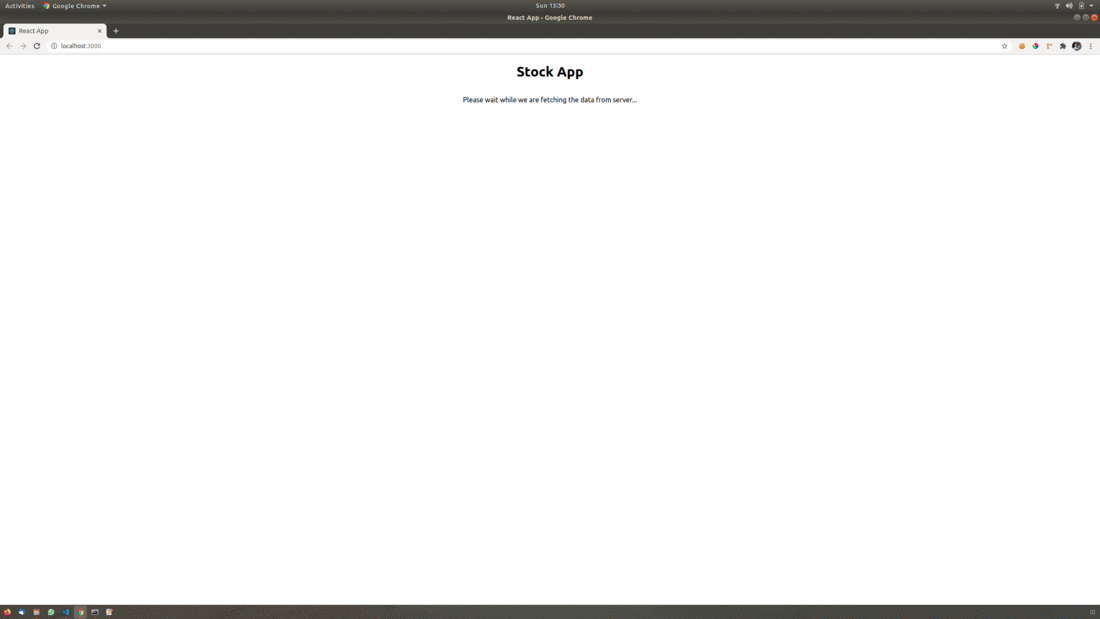 Activities Google Chrome Sun 13:30
React App - Google Chrome
React App
localhost:3000
Stock App
Please wait while we are fetching the data from server...